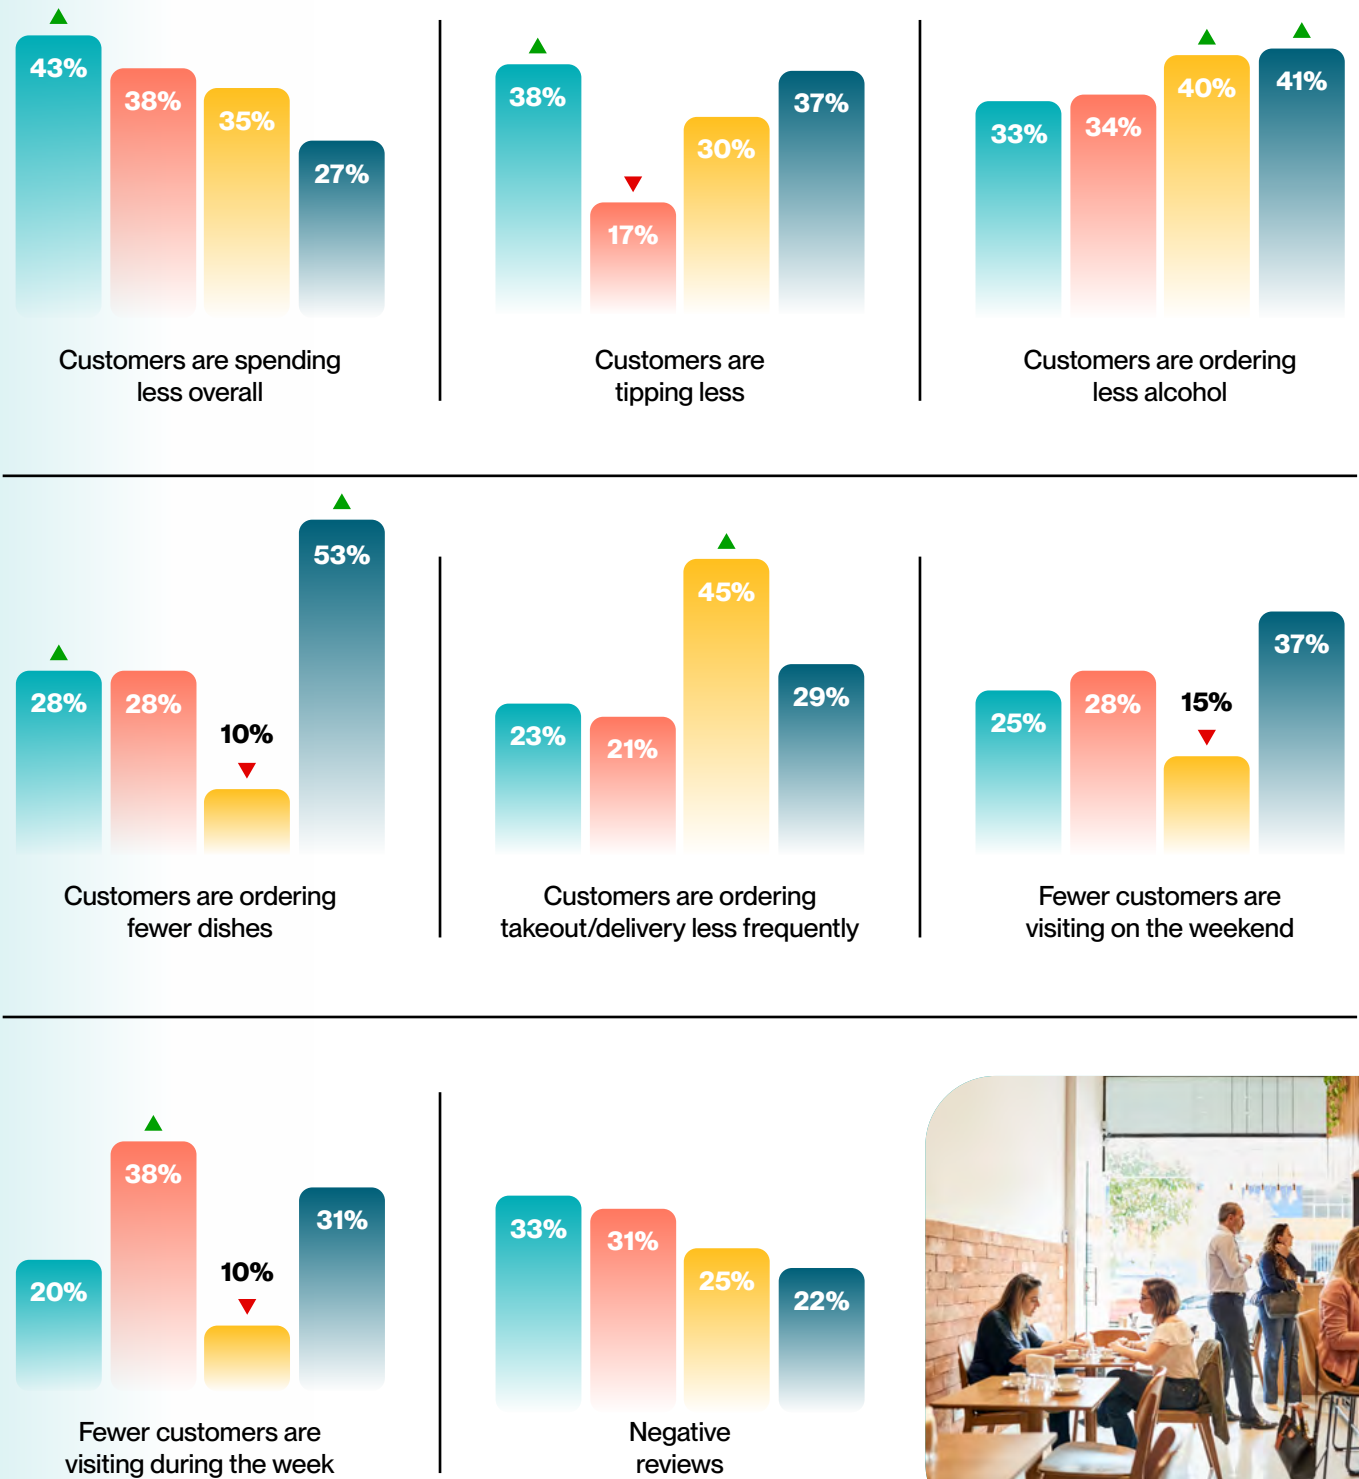 43%
38%
35%
27%
Customers are spending
less overall
38%
17%
30%
37%
Customers are
tipping less
33%
34%
40%
41%
Customers are ordering
less alcohol
28%
28%
10%
53%
Customers are ordering
fewer dishes
23%
21%
45%
29%
Customers are ordering
takeout/delivery less frequently
25%
28%
15%
37%
Fewer customers are
visiting on the weekend
20%
38%
10%
31%
Fewer customers are
visiting during the week
33%
31%
25%
22%
Negative
reviews